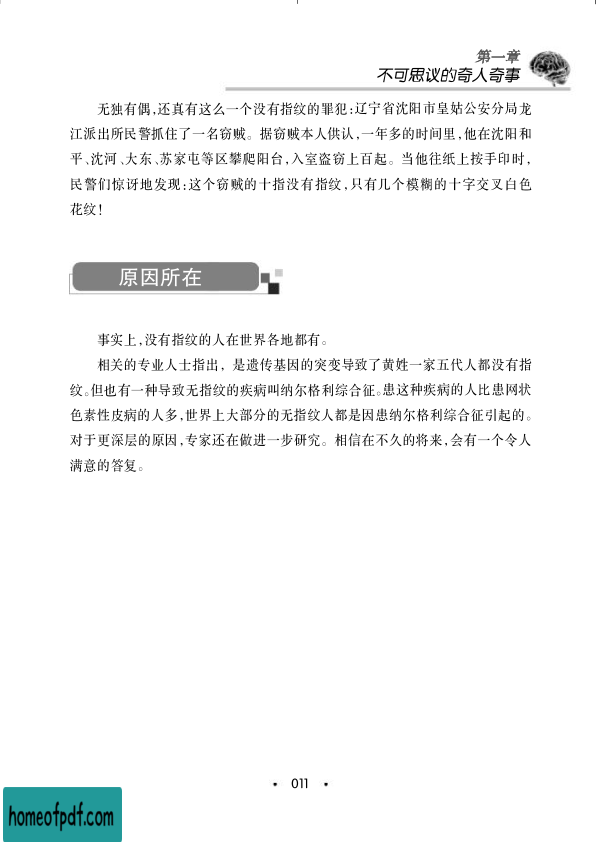 第一章
不可思议的奇人奇事
无独有偶,还真有这么一个没有指纹的罪犯:辽宁省沈阳市皇姑公安分局龙
江派出所民警抓住了一名窃贼。据窃贼本人供认,一年多的时间里,他在沈阳和
平、沈河、大东、苏家屯等区攀爬阳台,入室盗窃上百起。当他往纸上按手印时,
民警们惊讶地发现:这个窃贼的十指没有指纹,只有几个模糊的十字交叉白色
花纹!
原因所在
事实上,没有指纹的人在世界各地都有。
相关的专业人士指出, 是遗传基因的突变导致了黄姓一家五代人都没有指
纹。但也有一种导致无指纹的疾病叫纳尔格利综合征。患这种疾病的人比患网状
色素性皮病的人多,世界上大部分的无指纹人都是因患纳尔格利综合征引起的。
对于更深层的原因,专家还在做进一步研究。相信在不久的将来,会有一个令人
满意的答复。
· 011 ·
homeofpdf.com